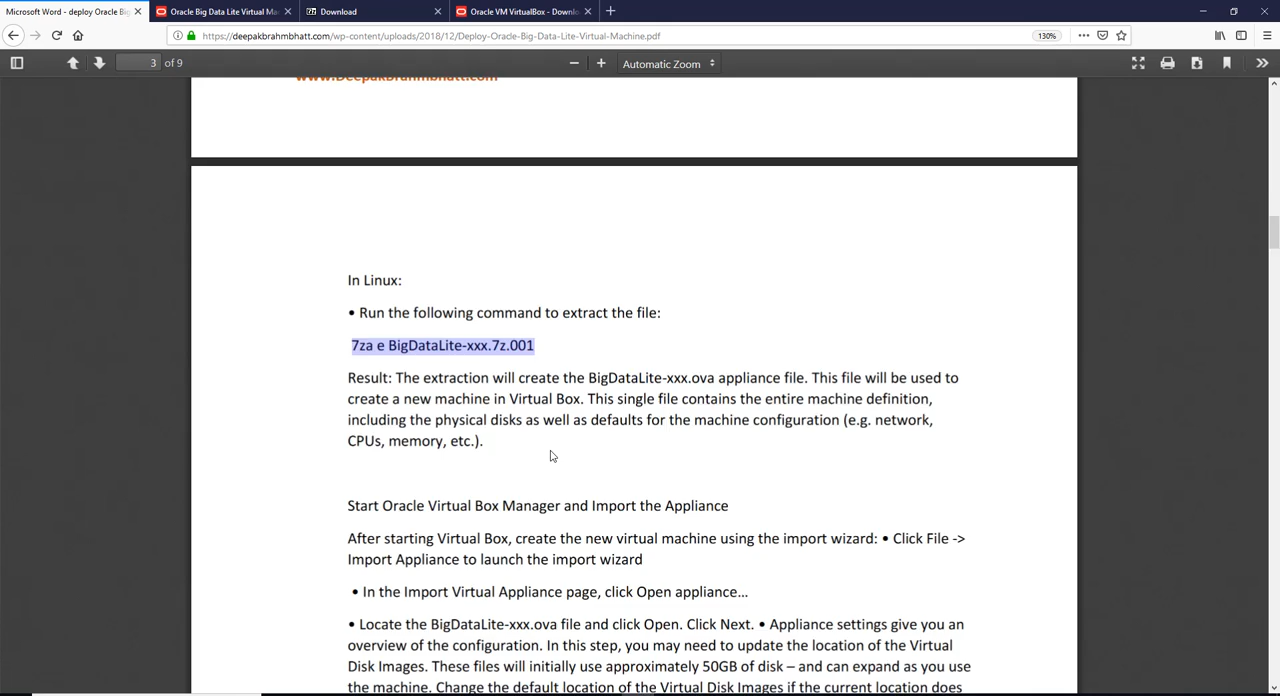 Microsoft Word - deploy Oracle Big
Oracle Big Data Lite Virtual Ma
Download
Oracle VM VirtualBox - Downlo
https://deepakbrahmbhatt.com/wp-content/uploads/2018/12/Deploy-Oracle-Big-Data-Lite-Virtual-Machine.pdf
130%
3 of 9
Automatic Zoom
www.DeepakBrahmbhatt.com
In Linux:
• Run the following command to extract the file:
7za e BigDataLite-xxx.7z.001
Result: The extraction will create the BigDataLite-xxx.ova appliance file. This file will be used to
create a new machine in Virtual Box. This single file contains the entire machine definition,
including the physical disks as well as defaults for the machine configuration (e.g. network,
CPUs, memory, etc.).
Start Oracle Virtual Box Manager and Import the Appliance
After starting Virtual Box, create the new virtual machine using the import wizard: • Click File ->
Import Appliance to launch the import wizard
• In the Import Virtual Appliance page, click Open appliance…
• Locate the BigDataLite-xxx.ova file and click Open. Click Next. • Appliance settings give you an
overview of the configuration. In this step, you may need to update the location of the Virtual
Disk Images. These files will initially use approximately 50GB of disk – and can expand as you use
the machine. Change the default location of the Virtual Disk Images if the current location does